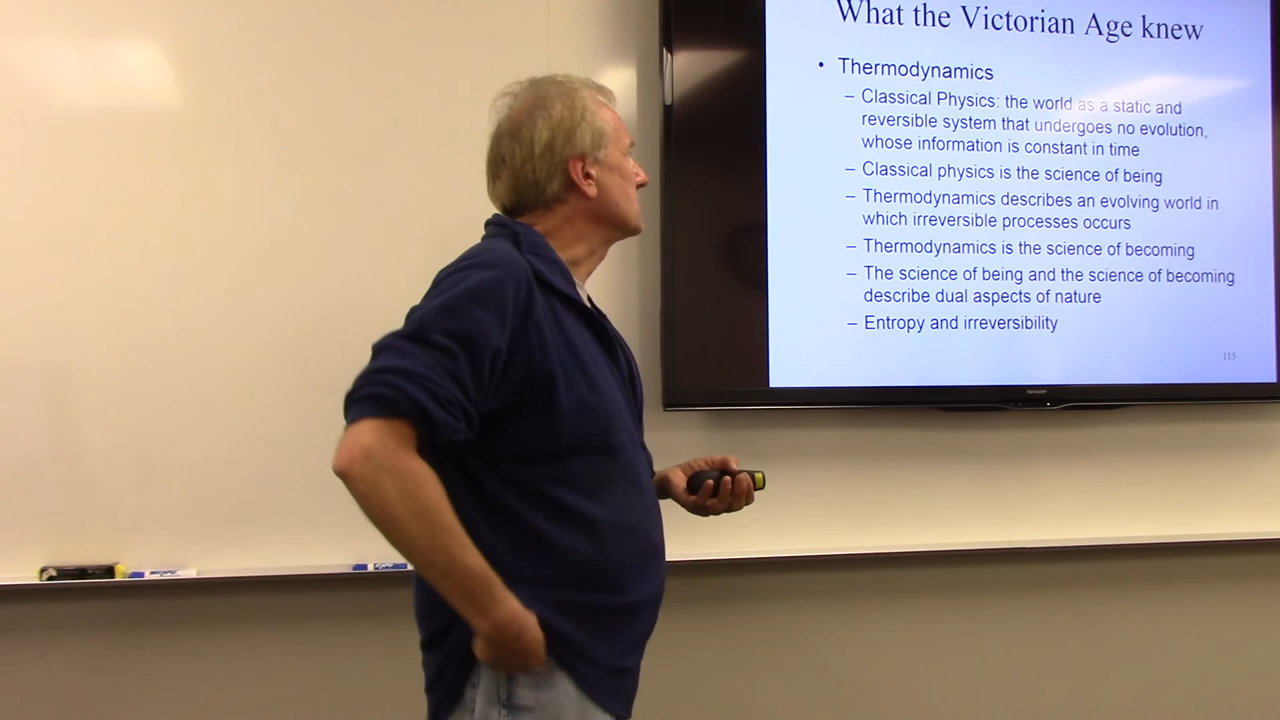 What the Victorian Age knew
• Thermodynamics
– Classical Physics: the world as a static and
reversible system that undergoes no evolution,
whose information is constant in time
– Classical physics is the science of being
– Thermodynamics describes an evolving world in
which irreversible processes occurs
– Thermodynamics is the science of becoming
– The science of being and the science of becoming
describe dual aspects of nature
– Entropy and irreversibility
115
SHARP
EXPO